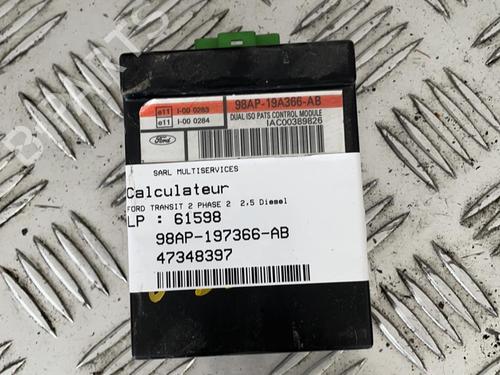 e11 I-00 0283
e11 I-00 0284
98AP-19A366-AB
DUAL ISO PATS CONTROL MODULE
IAC00389826
Ford
SARL MULTISERVICES
Calculateur
FORD TRANSIT 2 PHASE 2 2,5 Diesel
LP : 61598
98AP-197366-AB
47348397